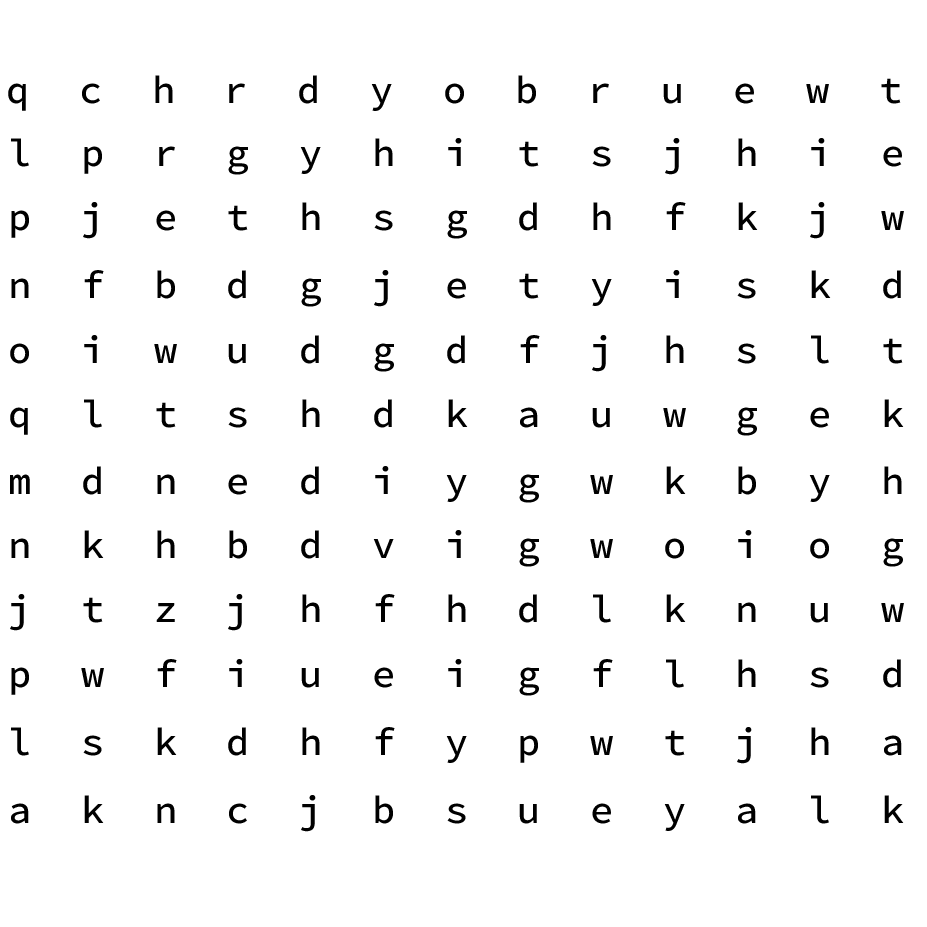 q c h r d y o b r u e w t
l p r g y h i t s j h i e
p j e t h s g d h f k j w
n f b d g j e t y i s k d
o i w u d g d f j h s l t
q l t s h d k a u w g e k
m d n e d i y g w k b y h
n k h b d v i g w o i o g
j t z j h f h d l k n u w
p w f i u e i g f l h s d
l s k d h f y p w t j h a
a k n c j b s u e y a l k